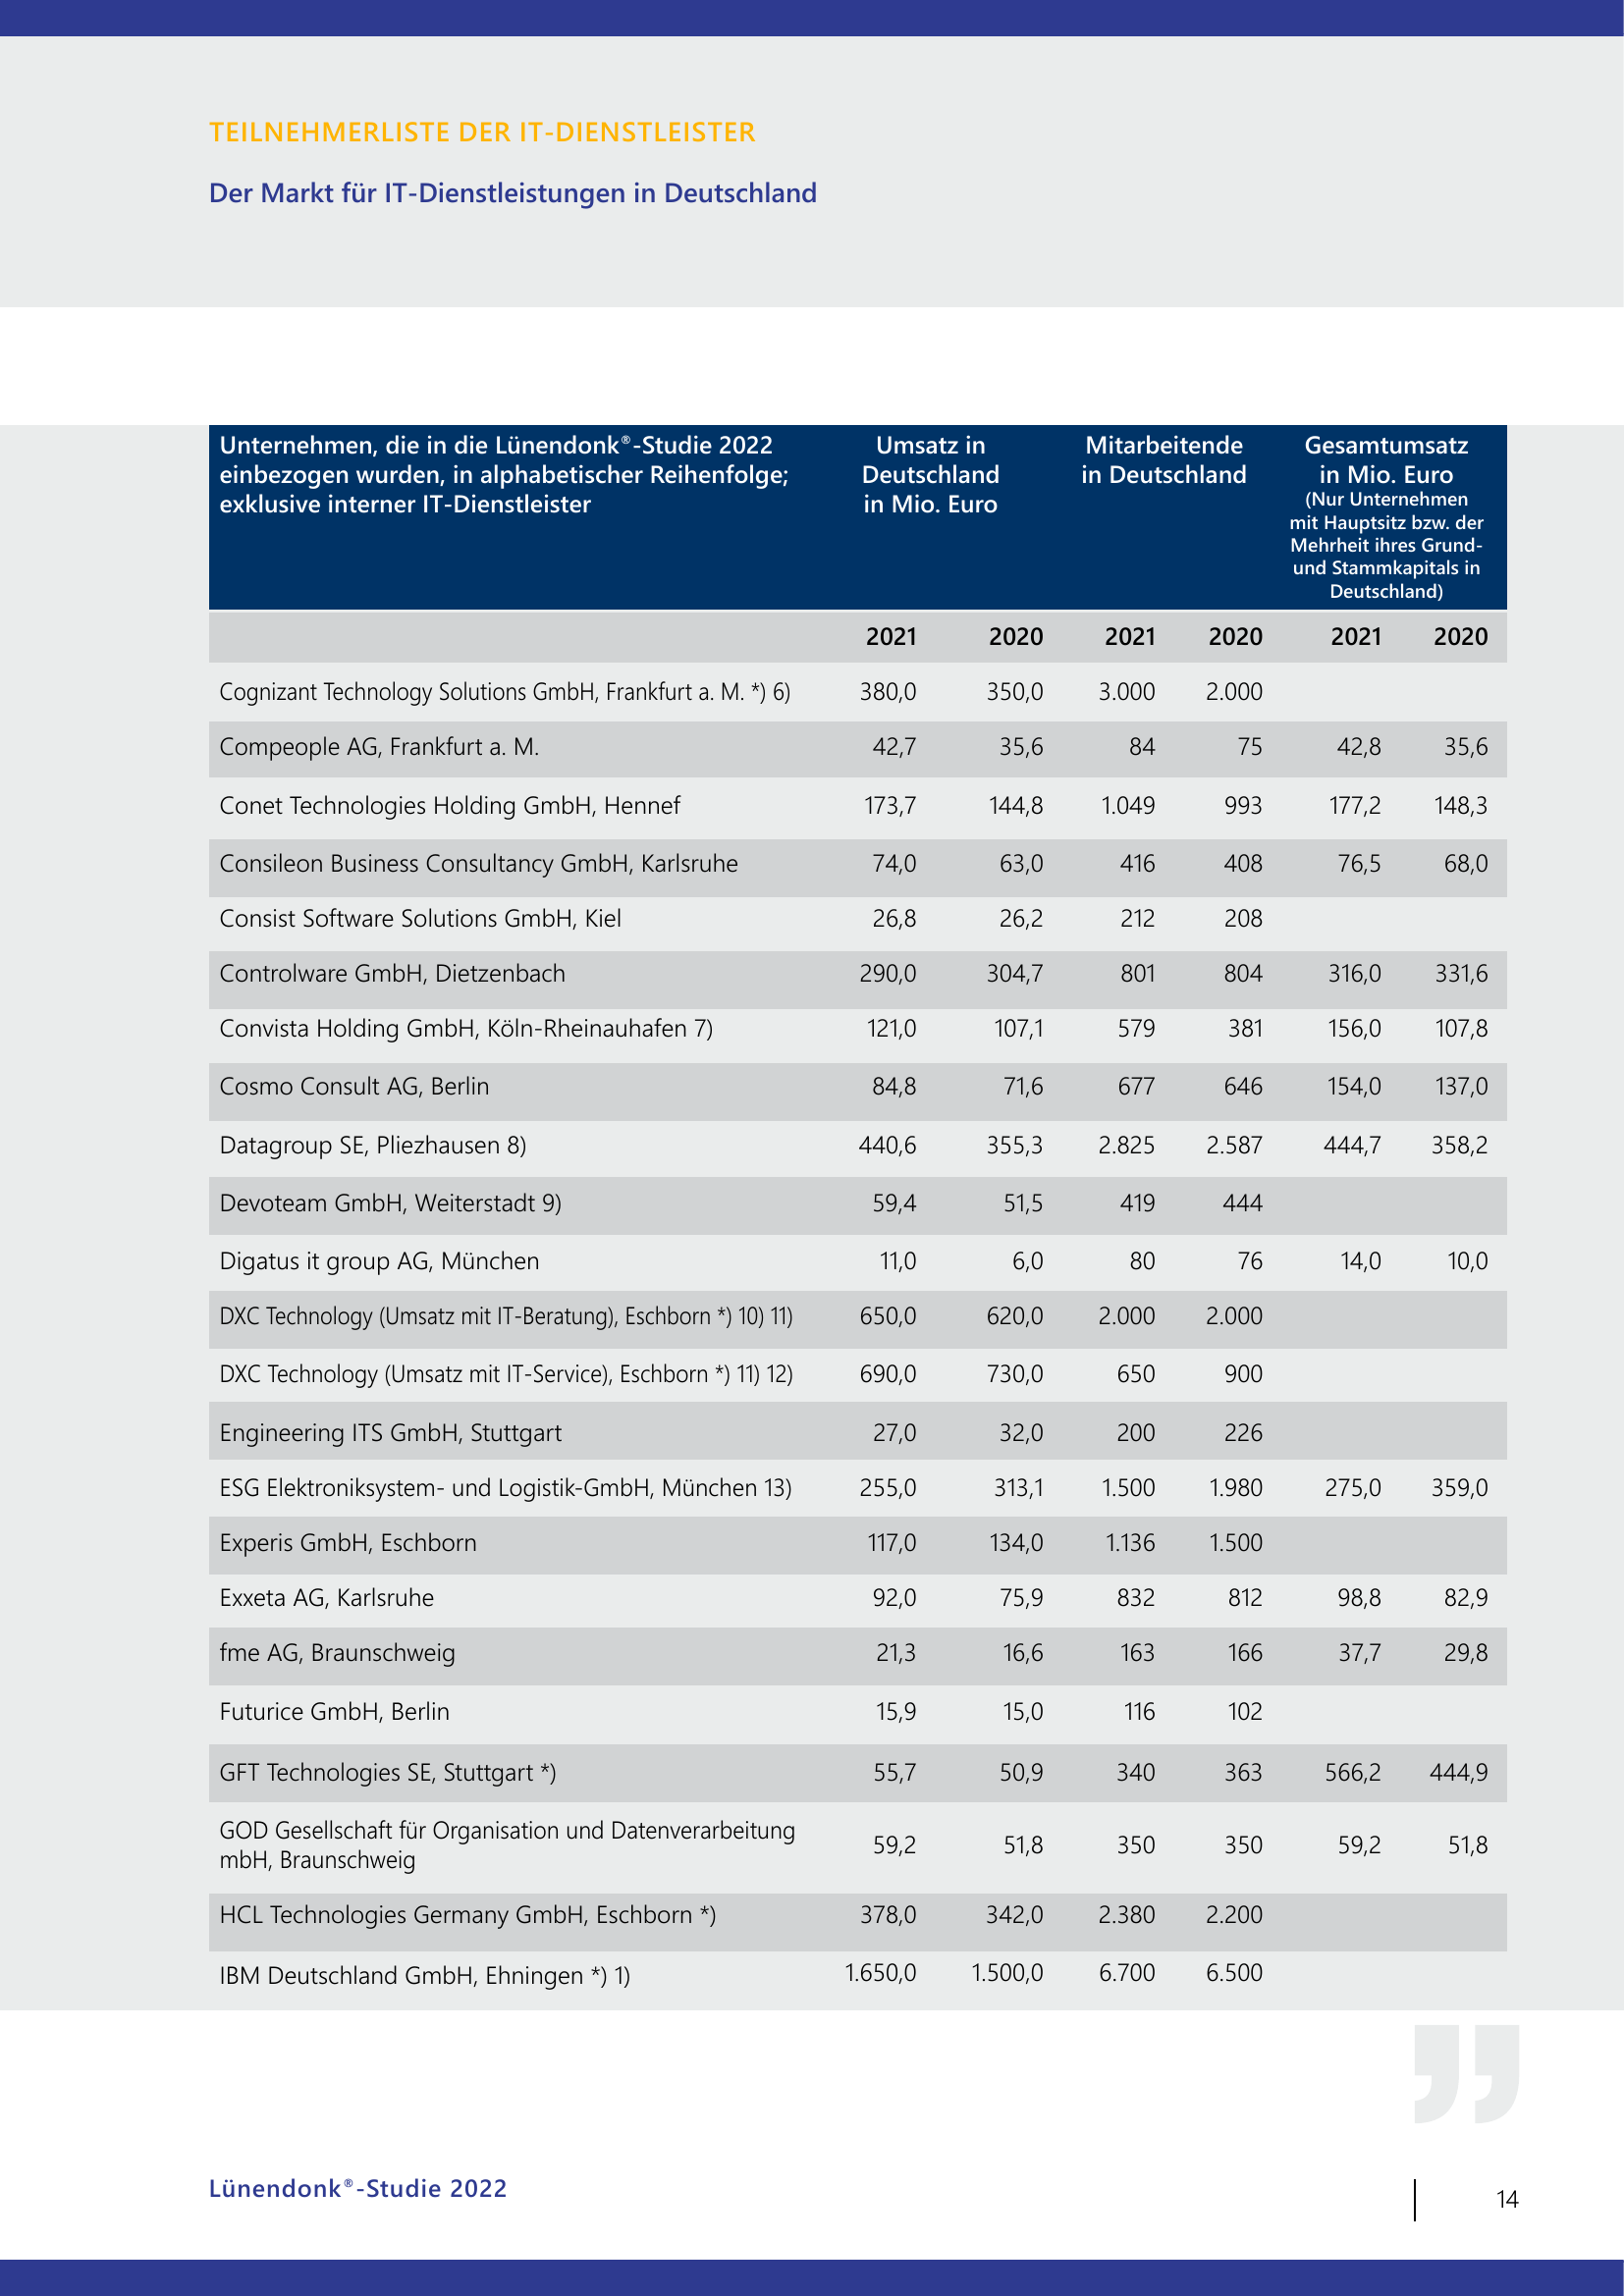 TEILNEHMERLISTE DER IT-DIENSTLEISTER
Der Markt für IT-Dienstleistungen in Deutschland
Unternehmen, die in die Lünendonk®-Studie 2022
einbezogen wurden, in alphabetischer Reihenfolge;
exklusive interner IT-Dienstleister
Umsatz in
Deutschland
in Mio. Euro
Mitarbeitende
in Deutschland
Gesamtumsatz
in Mio. Euro
(Nur Unternehmen
mit Hauptsitz bzw. der
Mehrheit ihres Grund-
und Stammkapitals in
Deutschland)
2021 2020 2021 2020 2021 2020
Cognizant Technology Solutions GmbH, Frankfurt a. M. *) 6) 380,0 350,0 3.000 2.000
Compeople AG, Frankfurt a. M. 42,7 35,6 84 75 42,8 35,6
Conet Technologies Holding GmbH, Hennef 173,7 144,8 1.049 993 177,2 148,3
Consileon Business Consultancy GmbH, Karlsruhe 74,0 63,0 416 408 76,5 68,0
Consist Software Solutions GmbH, Kiel 26,8 26,2 212 208
Controlware GmbH, Dietzenbach 290,0 304,7 801 804 316,0 331,6
Convista Holding GmbH, Köln-Rheinauhafen 7) 121,0 107,1 579 381 156,0 107,8
Cosmo Consult AG, Berlin 84,8 71,6 677 646 154,0 137,0
Datagroup SE, Pliezhausen 8) 440,6 355,3 2.825 2.587 444,7 358,2
Devoteam GmbH, Weiterstadt 9) 59,4 51,5 419 444
Digatus it group AG, München 11,0 6,0 80 76 14,0 10,0
DXC Technology (Umsatz mit IT-Beratung), Eschborn *) 10) 11) 650,0 620,0 2.000 2.000
DXC Technology (Umsatz mit IT-Service), Eschborn *) 11) 12) 690,0 730,0 650 900
Engineering ITS GmbH, Stuttgart 27,0 32,0 200 226
ESG Elektroniksystem- und Logistik-GmbH, München 13) 255,0 313,1 1.500 1.980 275,0 359,0
Experis GmbH, Eschborn 117,0 134,0 1.136 1.500
Exxeta AG, Karlsruhe 92,0 75,9 832 812 98,8 82,9
fme AG, Braunschweig 21,3 16,6 163 166 37,7 29,8
Futurice GmbH, Berlin 15,9 15,0 116 102
GFT Technologies SE, Stuttgart *) 55,7 50,9 340 363 566,2 444,9
GOD Gesellschaft für Organisation und Datenverarbeitung
mbH, Braunschweig 59,2 51,8 350 350 59,2 51,8
HCL Technologies Germany GmbH, Eschborn *) 378,0 342,0 2.380 2.200
IBM Deutschland GmbH, Ehningen *) 1) 1.650,0 1.500,0 6.700 6.500
Lünendonk®-Studie 2022
14